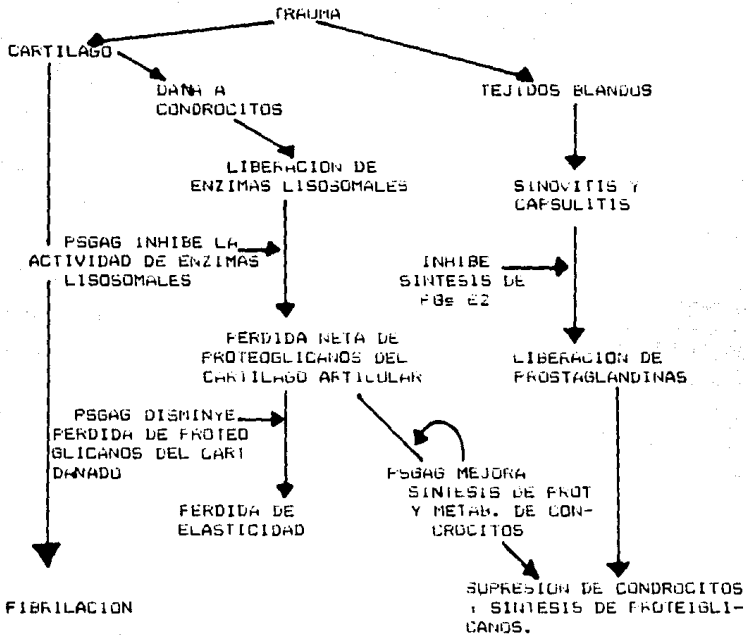 TRAUMA
CARTILAGO
DANA A
CONDROCITOS
TEJIDOS BLANDOS
LIBERACION DE
ENZIMAS LISOSOMALES
SINOVITIS Y
CAPSULITIS
PSGAG INHIBE LA
ACTIVIDAD DE ENZIMAS
LISOSOMALES
INHIBE
SINTESIS DE
PGs E2
PERDIDA NETA DE
PROTEOGLICANOS DEL
CARTILAGO ARTICULAR
LIBERACION DE
PROSTAGLANDINAS
PSGAG DISMINYE
PERDIDA DE PROTEO
GLICANOS DEL CART
DANADO
PSGAG MEJORA
SINTESIS DE PROT
Y METAB. DE CON-
DROCITOS
PERDIDA DE
ELASTICIDAD
FIBRILACION
SUPRESION DE CONDROCITOS
Y SINTESIS DE PROTEIGLI-
CANOS.